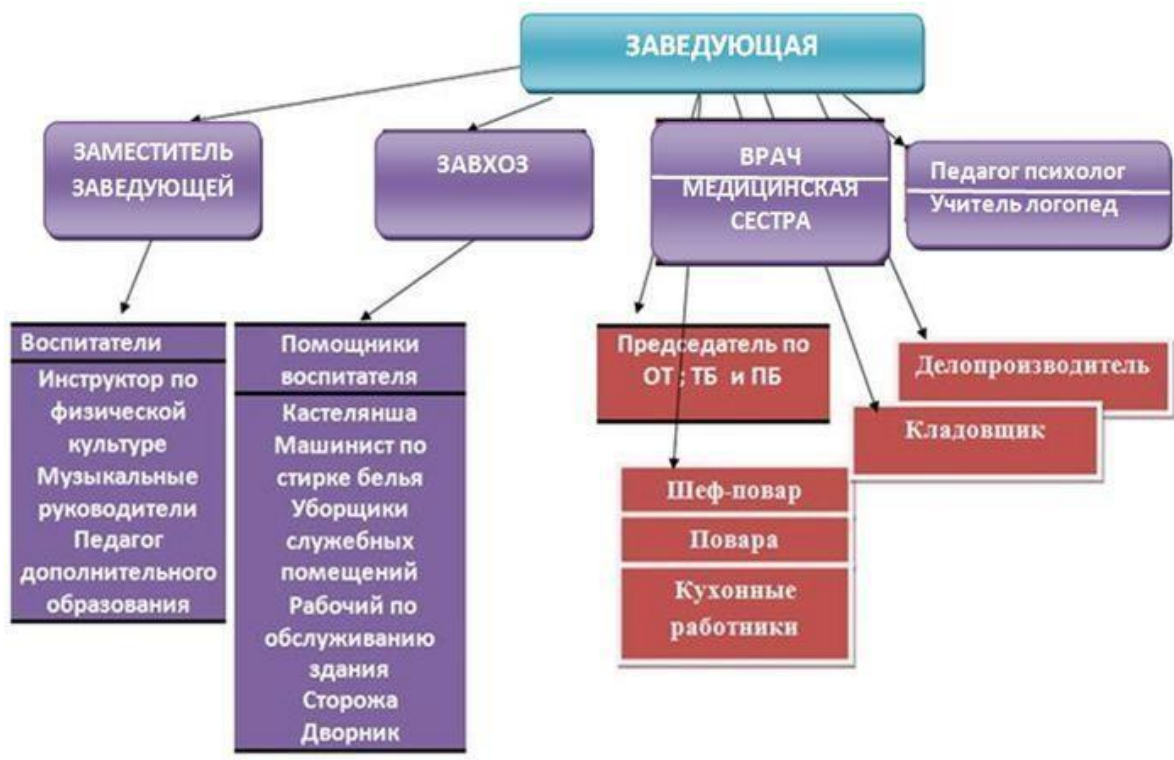 ЗАВЕДУЮЩАЯ
ЗАМЕСТИТЕЛЬ
ЗАВЕДУЮЩЕЙ
ЗАВХОЗ
ВРАЧ
МЕДИЦИНСКАЯ
СЕСТРА
Педагог психолог
Учитель логопед
Воспитатели
Инструктор по
физической
культуре
Музыкальные
руководители
Педагог
дополнительного
образования
Помощники
воспитателя
Кастелянша
Машинист по
стирке белья
Уборщики
служебных
помещений
Рабочий по
обслуживанию
здания
Сторожа
Дворник
Председатель по
ОТ ; ТБ и ПБ
Делопроизводитель
Кладовщик
Шеф-повар
Повара
Кухонные
работники